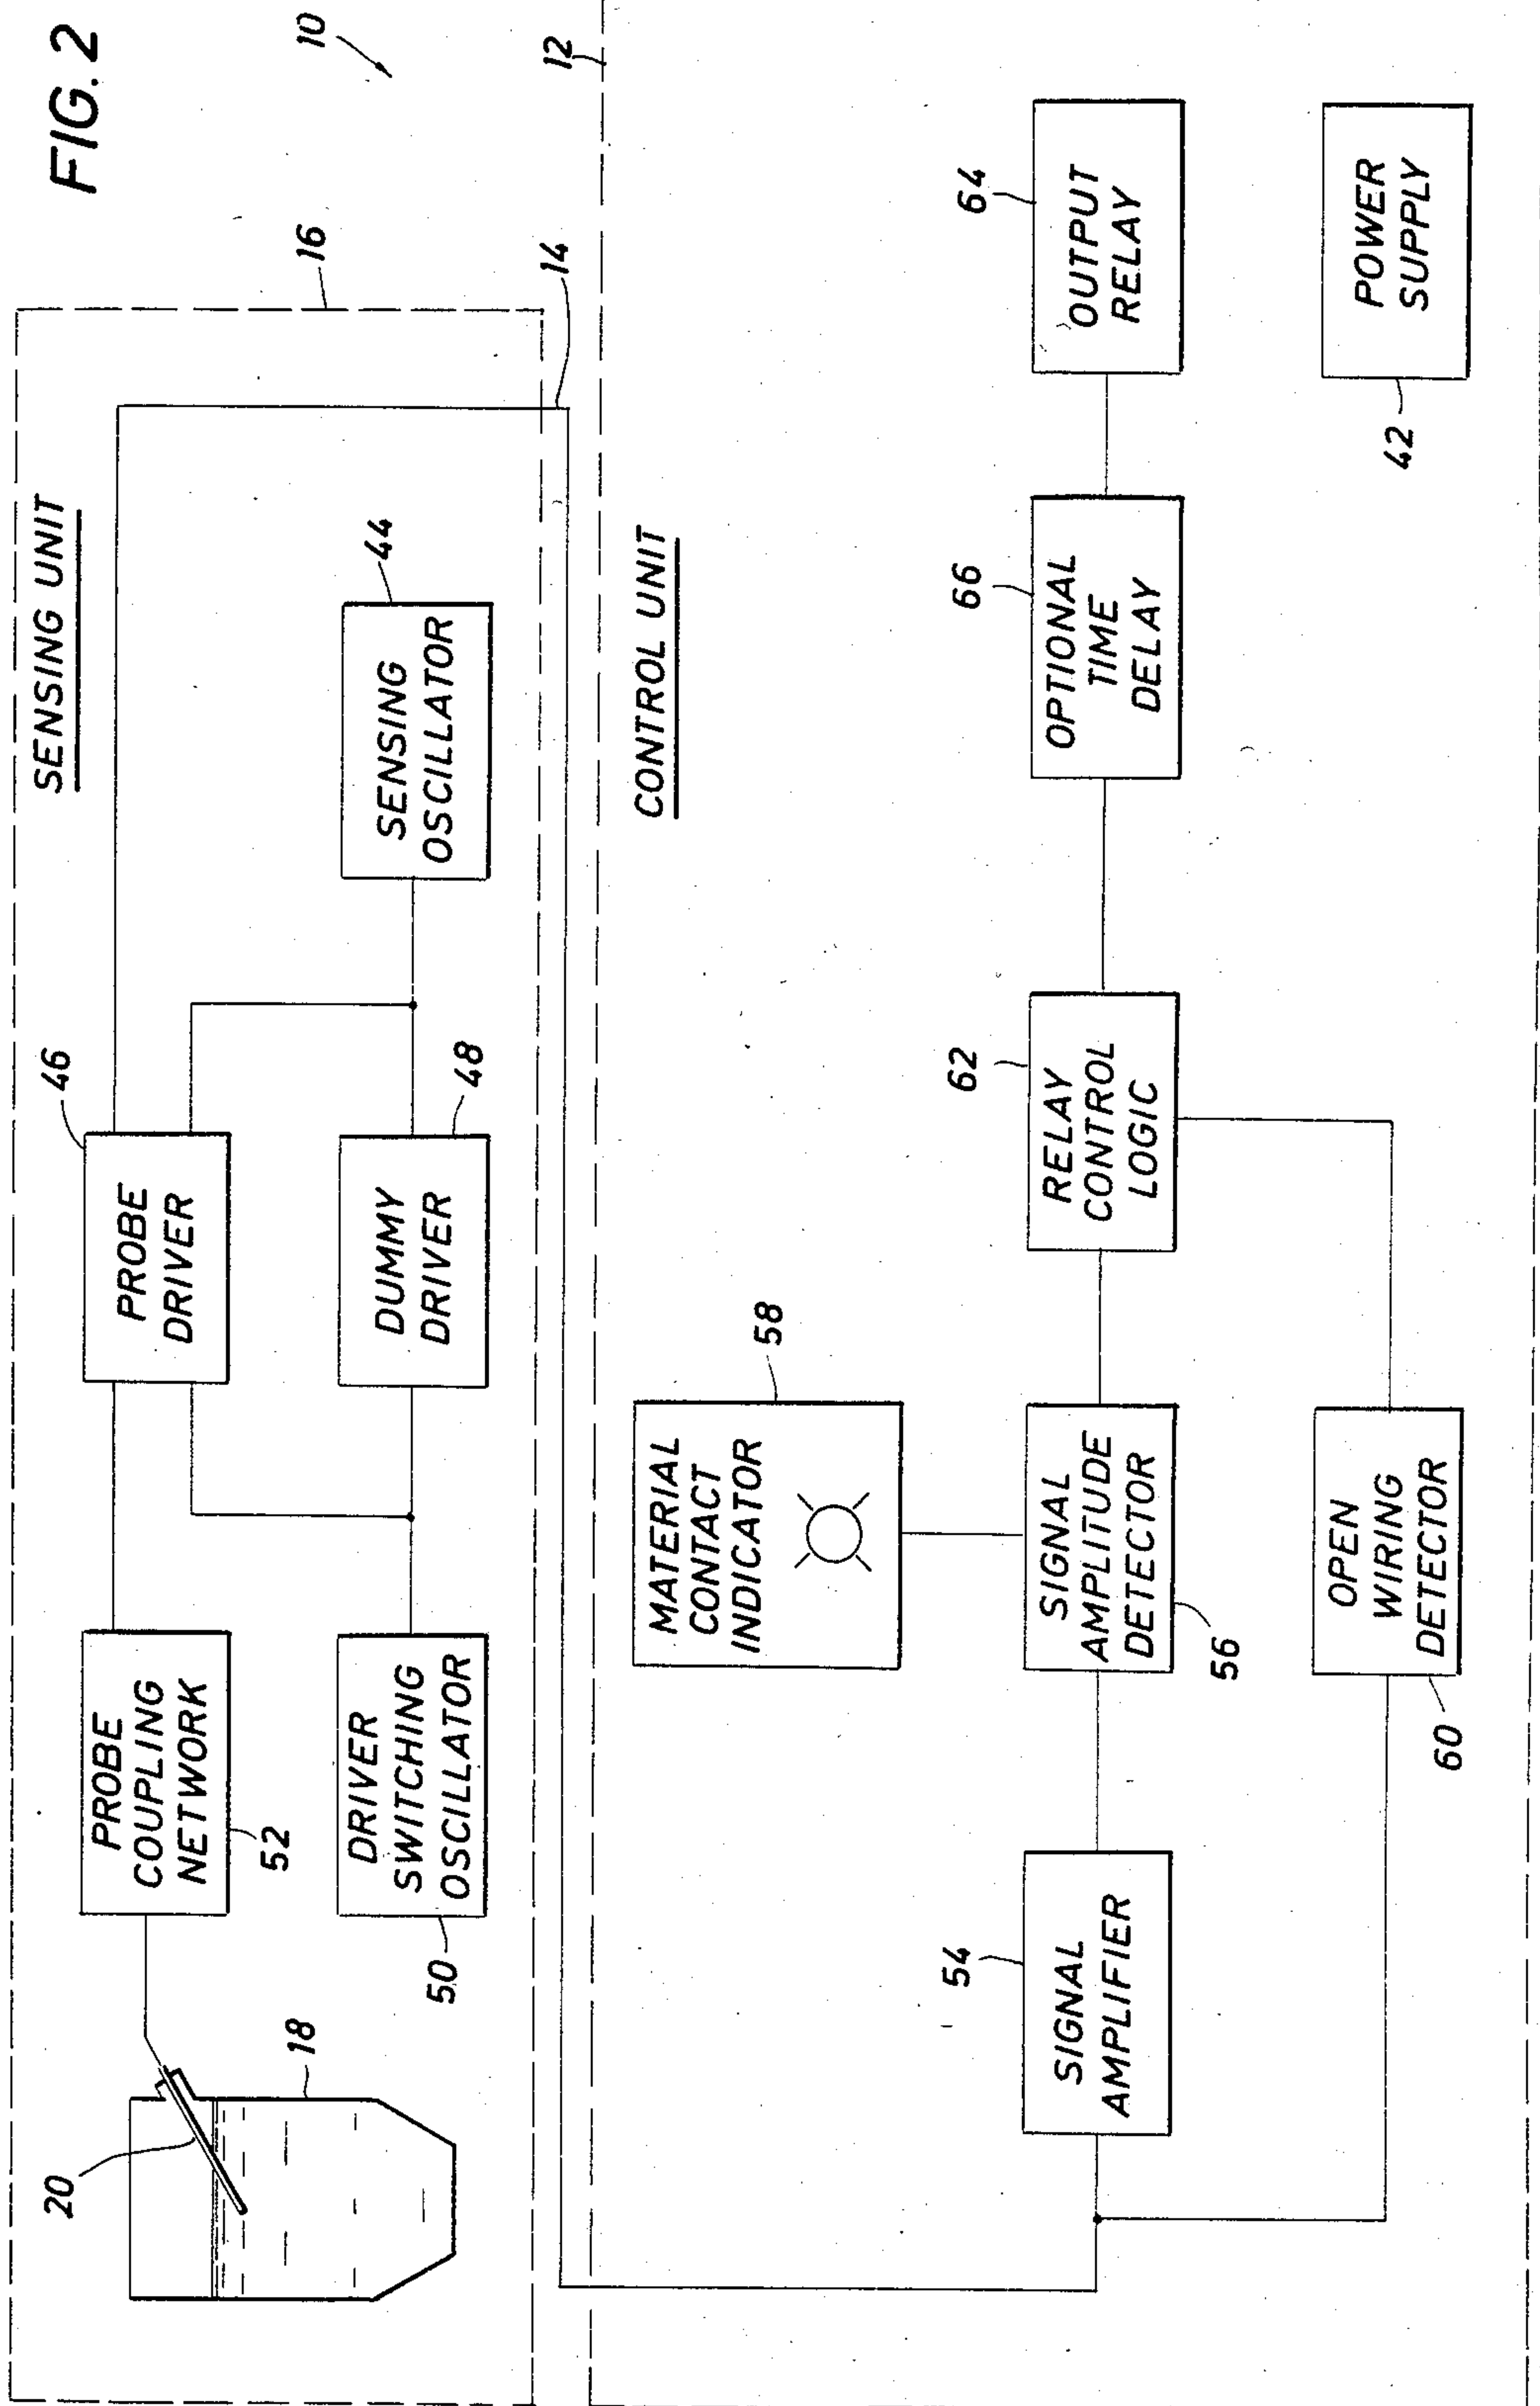 FIG. 2
10
SENSING UNIT
16
20
18
PROBE
COUPLING
NETWORK
52
PROBE
DRIVER
46
DRIVER
SWITCHING
OSCILLATOR
50
DUMMY
DRIVER
48
SENSING
OSCILLATOR
44
14
12
CONTROL UNIT
MATERIAL
CONTACT
INDICATOR
58
SIGNAL
AMPLIFIER
54
SIGNAL
AMPLITUDE
DETECTOR
56
RELAY
CONTROL
LOGIC
62
OPTIONAL
TIME
DELAY
66
OUTPUT
RELAY
64
OPEN
WIRING
DETECTOR
60
POWER
SUPPLY
42